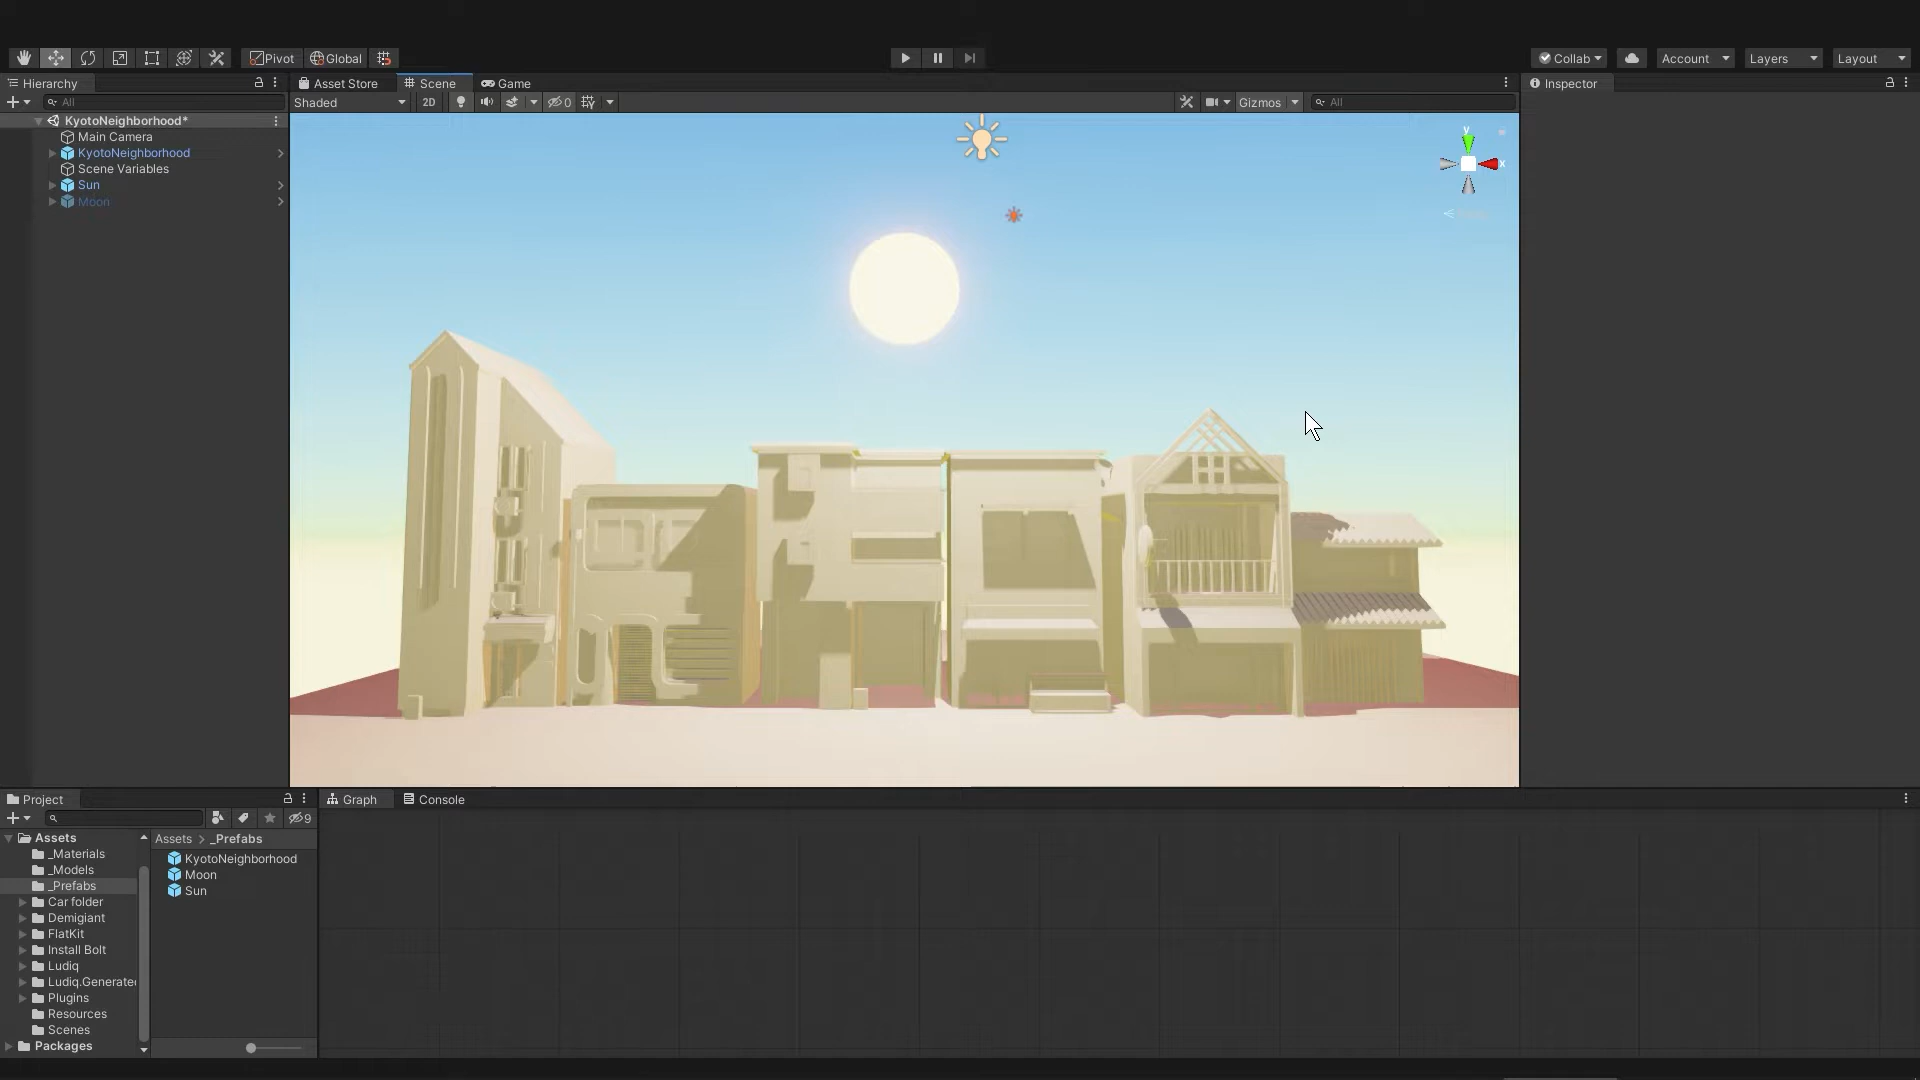 Pivot Global Collab Account Layers Layout
Hierarchy Asset Store Scene Game Inspector
All Shaded 2D 0 Gizmos All
KyotoNeighborhood*
Main Camera
KyotoNeighborhood
Scene Variables
Sun
Moon
y
x
Project Graph Console
9
Assets
_Materials
_Models
_Prefabs
Car folder
Demigiant
FlatKit
Install Bolt
Ludiq
Ludiq.Generated
Plugins
Resources
Scenes
Packages
Assets > _Prefabs
KyotoNeighborhood
Moon
Sun